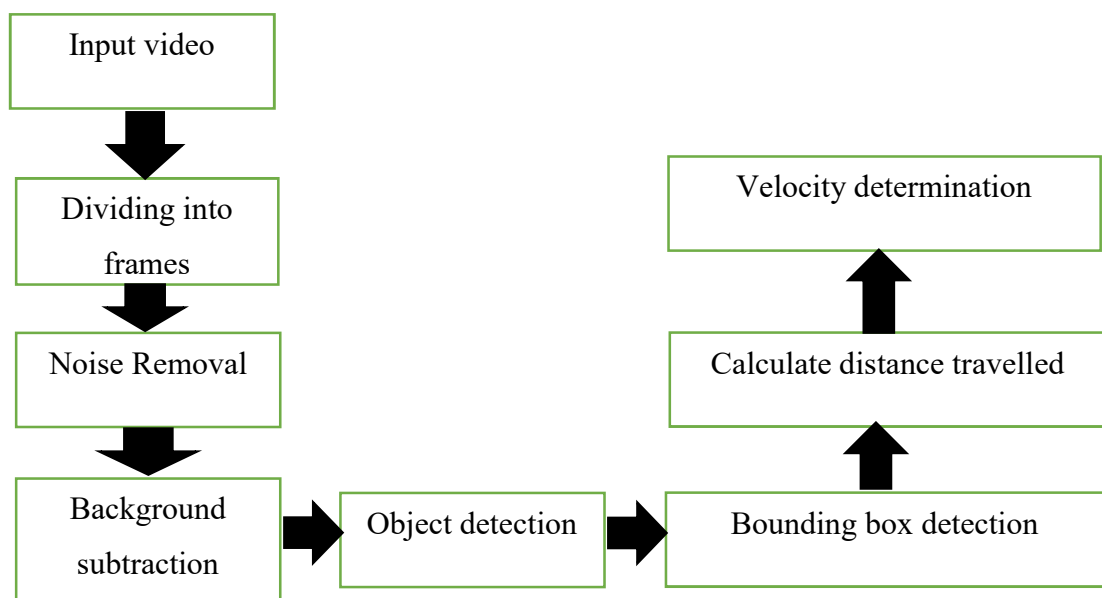 Input video
Dividing into
frames
Noise Removal
Background
subtraction
Object detection
Bounding box detection
Calculate distance travelled
Velocity determination